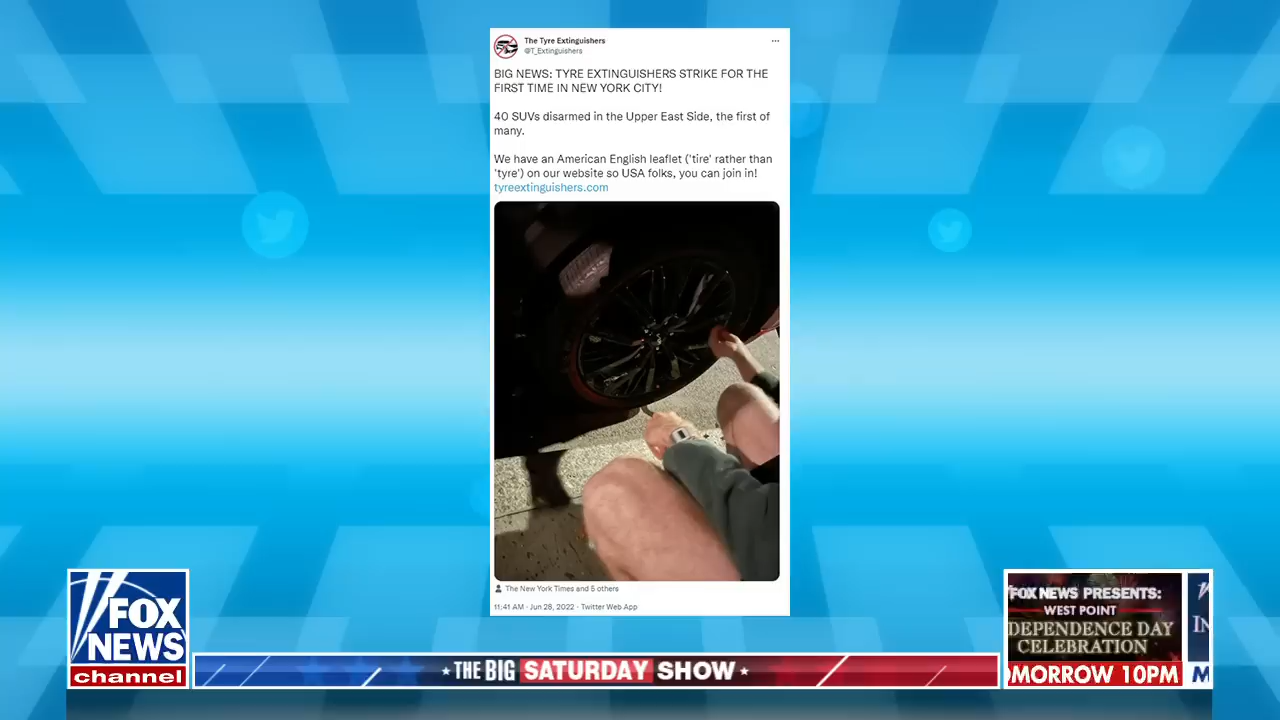 The Tyre Extinguishers
@T_Extinguishers
BIG NEWS: TYRE EXTINGUISHERS STRIKE FOR THE
FIRST TIME IN NEW YORK CITY!
40 SUVs disarmed in the Upper East Side, the first of
many.
We have an American English leaflet ('tire' rather than
'tyre') on our website so USA folks, you can join in!
tyreextinguishers.com
The New York Times and 5 others
11:41 AM · Jun 28, 2022 · Twitter Web App
FOX
NEWS
channel
THE BIG SATURDAY SHOW
FOX NEWS PRESENTS:
WEST POINT
DEPENDENCE DAY
CELEBRATION
OMORROW 10PM
IN
M